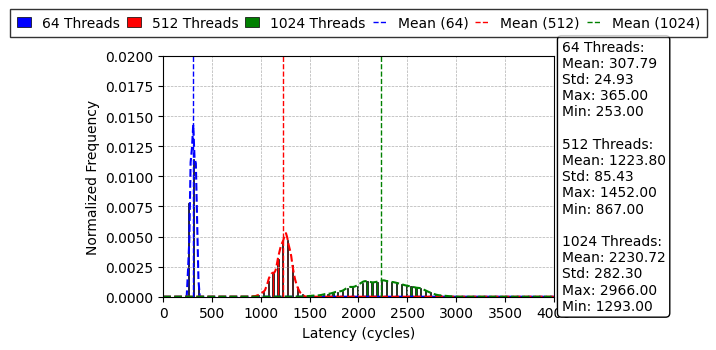 64 Threads 512 Threads 1024 Threads Mean (64) Mean (512) Mean (1024)
0.0200
0.0175
0.0150
0.0125
0.0100
0.0075
0.0050
0.0025
0.0000
Normalized Frequency
0 500 1000 1500 2000 2500 3000 3500 400
Latency (cycles)
64 Threads:
Mean: 307.79
Std: 24.93
Max: 365.00
Min: 253.00
512 Threads:
Mean: 1223.80
Std: 85.43
Max: 1452.00
Min: 867.00
1024 Threads:
Mean: 2230.72
Std: 282.30
Max: 2966.00
Min: 1293.00